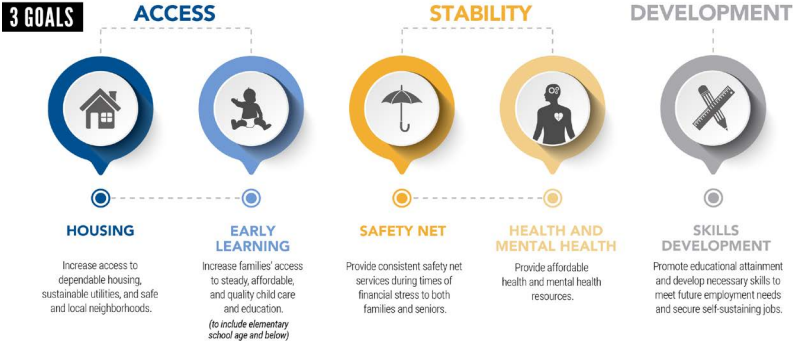 3 GOALS
ACCESS
STABILITY
DEVELOPMENT
HOUSING
Increase access to
dependable housing,
sustainable utilities, and safe
and local neighborhoods.
EARLY
LEARNING
Increase families' access
to steady, affordable,
and quality child care
and education.
(to include elementary
school age and below)
SAFETY NET
Provide consistent safety net
services during times of
financial stress to both
families and seniors.
HEALTH AND
MENTAL HEALTH
Provide affordable
health and mental health
resources.
SKILLS
DEVELOPMENT
Promote educational attainment
and develop necessary skills to
meet future employment needs
and secure self-sustaining jobs.